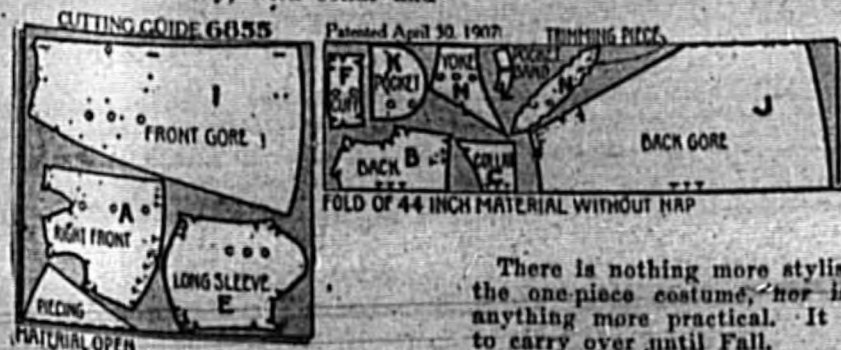 CUTTING GUIDE 6855
Patented April 30, 1907
TRIMMING PIECE
I
FRONT GORE
A
RIGHT FRONT
LONG SLEEVE
E
PIECING
MATERIAL OPEN
F
CUFF
K
POCKET
YOKE
M
POCKET
BAND
L
N
BACK B
COLLAR
C
J
BACK GORE
FOLD OF 44 INCH MATERIAL WITHOUT NAP
There is nothing more stylis
the one-piece costume, nor i
anything more practical. It
to carry over until Fall.